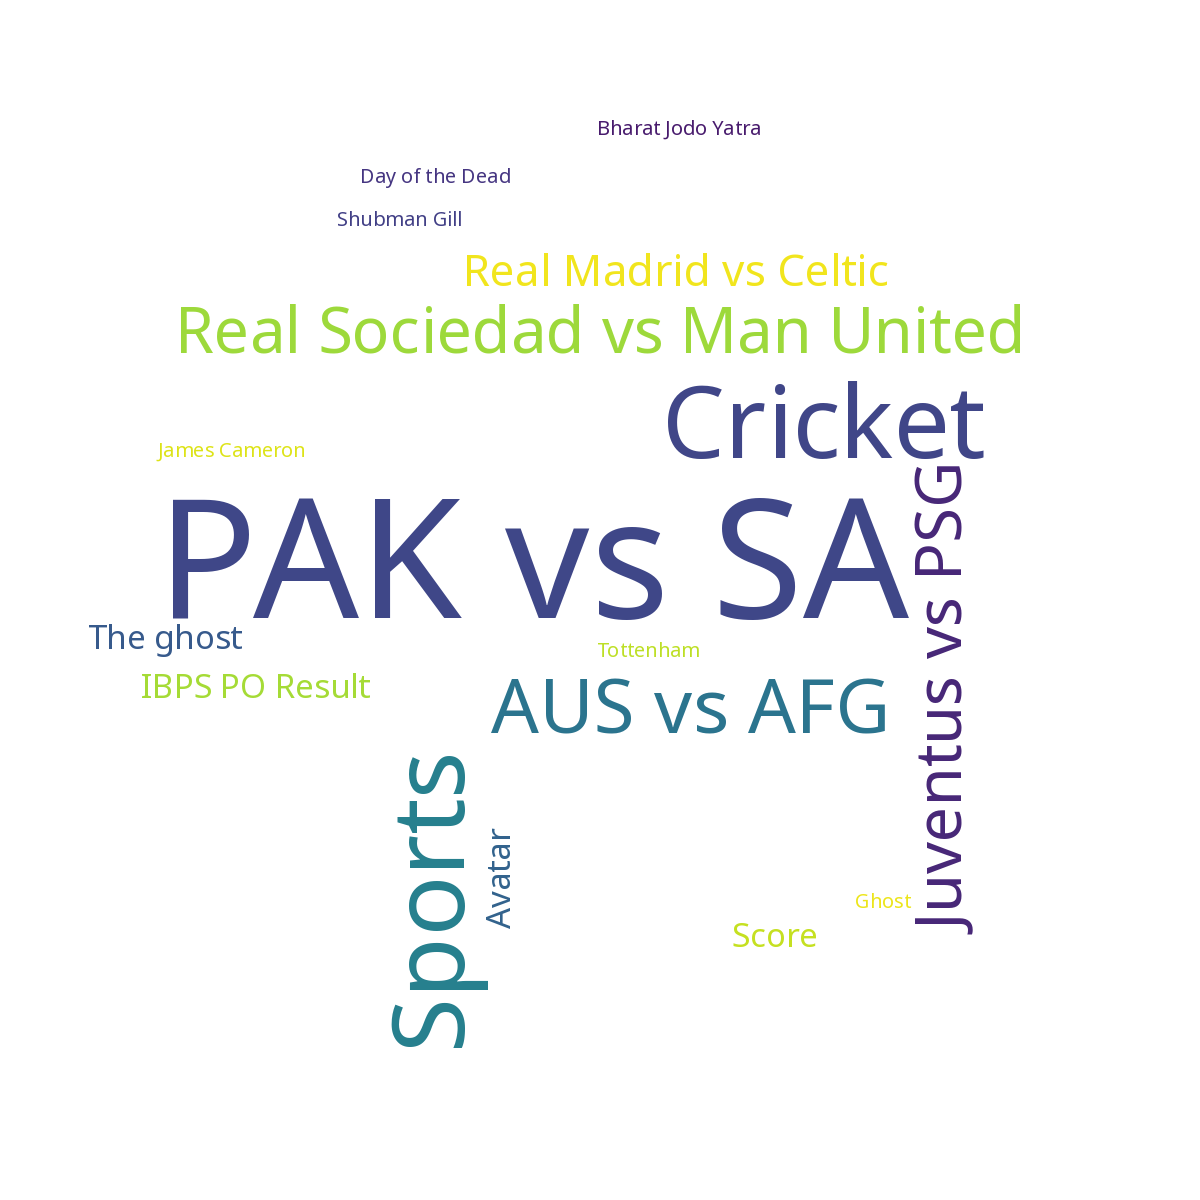 Bharat Jodo Yatra
Day of the Dead
Shubman Gill
Real Madrid vs Celtic
Real Sociedad vs Man United
Cricket
James Cameron
PAK vs SA
Juventus vs PSG
The ghost
Tottenham
IBPS PO Result
AUS vs AFG
Sports
Avatar
Ghost
Score